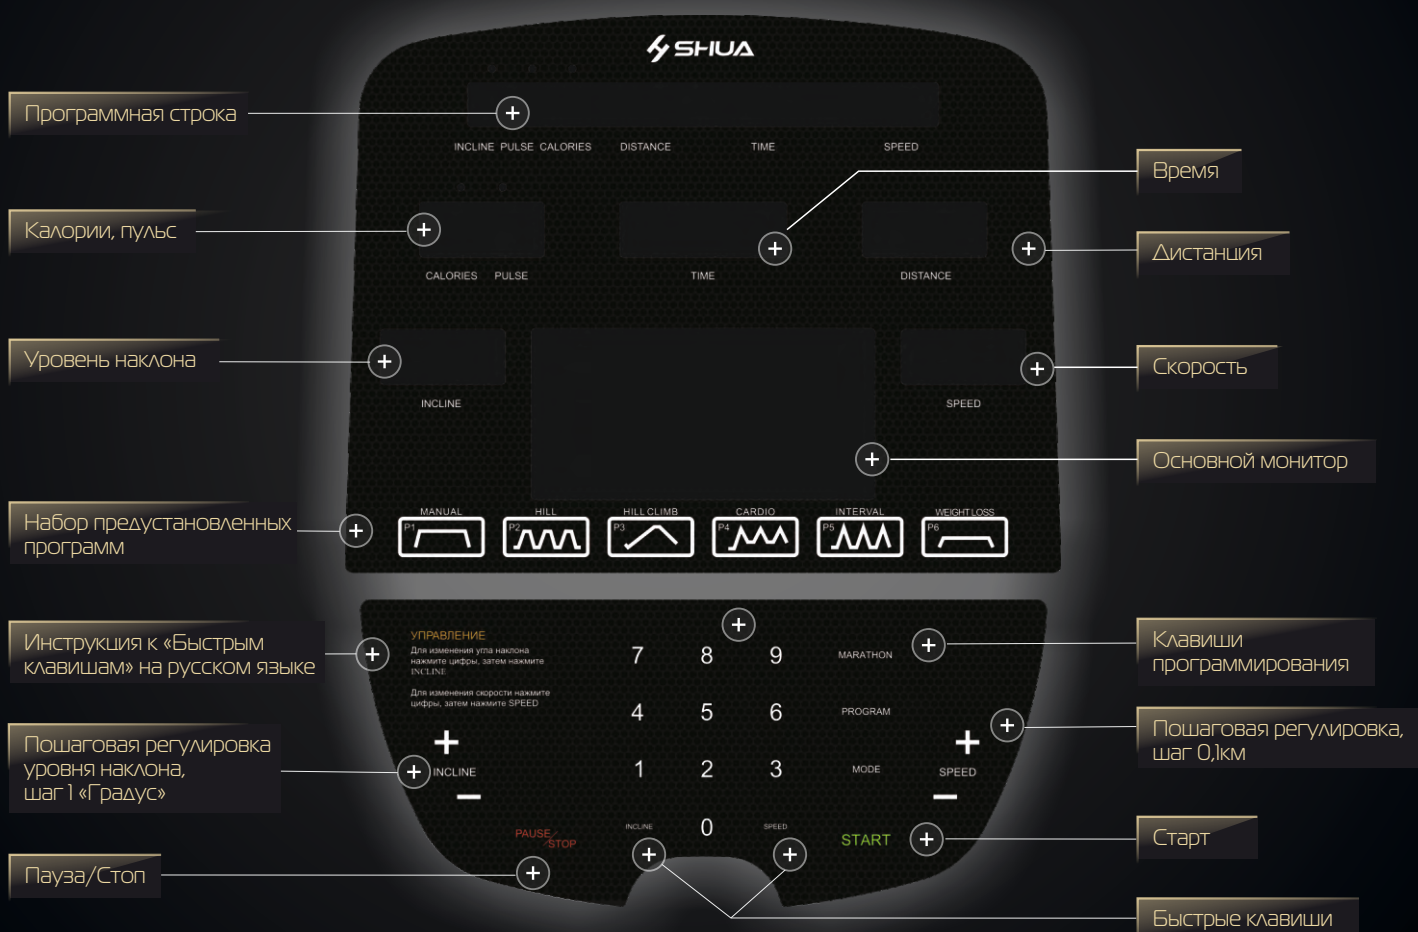 SHUA
Программная строка
INCLINE PULSE CALORIES DISTANCE TIME SPEED
Время
Калории, пульс
Дистанция
CALORIES PULSE TIME DISTANCE
Уровень наклона
Скорость
INCLINE SPEED
Основной монитор
Набор предустановленных
программ
MANUAL HILL HILL CLIMB CARDIO INTERVAL WEIGHT LOSS
P1 P2 P3 P4 P5 P6
Инструкция к «Быстрым
клавишам» на русском языке
УПРАВЛЕНИЕ
Для изменения угла наклона
нажмите цифры, затем нажмите
INCLINE
Для изменения скорости нажмите
цифры, затем нажмите SPEED
7 8 9 MARATHON
Клавиши
программирования
4 5 6 PROGRAM
Пошаговая регулировка,
шаг 0,1км
Пошаговая регулировка
уровня наклона,
шаг 1 «Градус»
+ +
INCLINE 1 2 3 MODE SPEED
− −
PAUSE/
STOP
INCLINE 0 SPEED
START
Старт
Пауза/Стоп
Быстрые клавиши